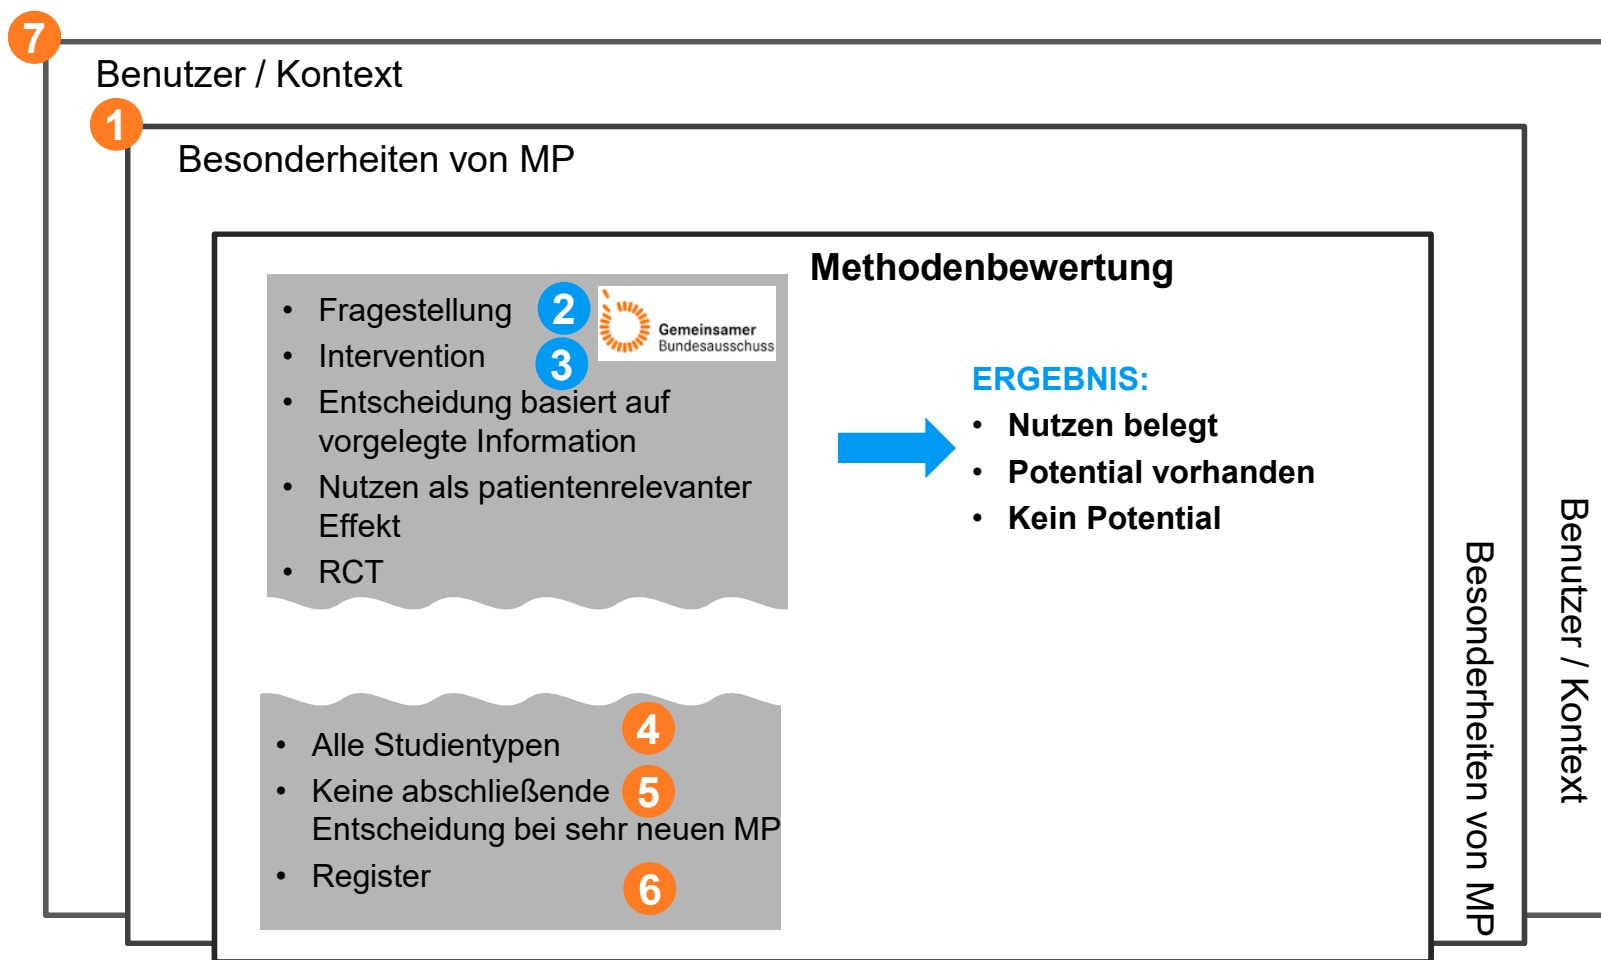 7
Benutzer / Kontext
1
Besonderheiten von MP
Methodenbewertung
• Fragestellung 2
Gemeinsamer
Bundesausschuss
• Intervention 3
• Entscheidung basiert auf
vorgelegte Information
• Nutzen als patientenrelevanter
Effekt
• RCT
ERGEBNIS:
• Nutzen belegt
• Potential vorhanden
• Kein Potential
• Alle Studientypen 4
• Keine abschließende 5
Entscheidung bei sehr neuen MP
• Register 6
Besonderheiten von MP
Benutzer / Kontext